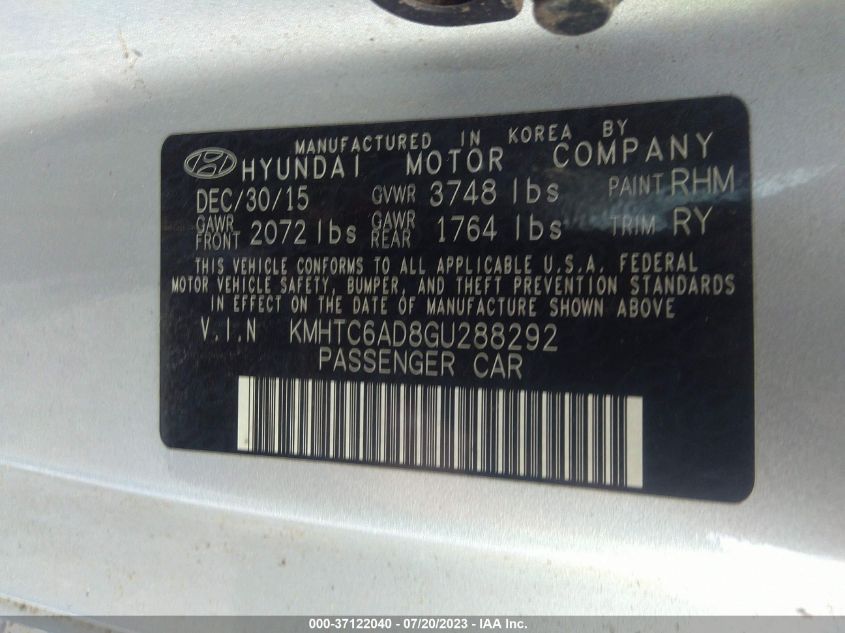 MANUFACTURED IN KOREA BY
HYUNDAI MOTOR COMPANY
DEC/30/15 GVWR 3748 lbs PAINT RHM
GAWR FRONT 2072 lbs GAWR REAR 1764 lbs TRIM RY
THIS VEHICLE CONFORMS TO ALL APPLICABLE U.S.A. FEDERAL
MOTOR VEHICLE SAFETY, BUMPER, AND THEFT PREVENTION STANDARDS
IN EFFECT ON THE DATE OF MANUFACTURE SHOWN ABOVE
V.I.N KMHTC6AD8GU288292
PASSENGER CAR
000-37122040 - 07/20/2023 - IAA Inc.